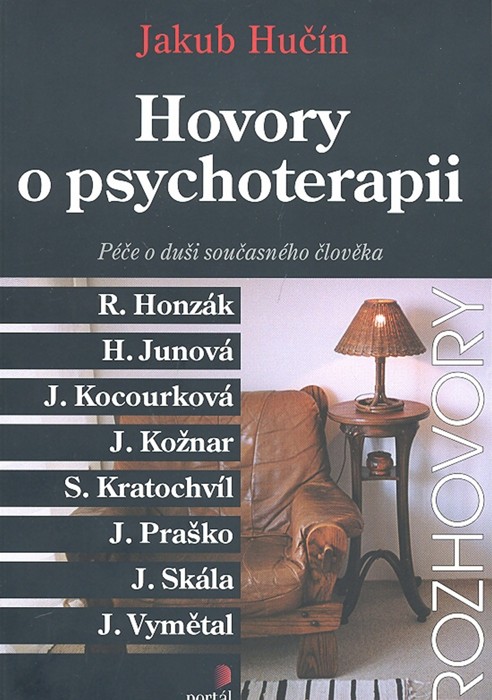 Jakub Hučín
Hovory
o psychoterapii
Péče o duši současného člověka
R. Honzák
H. Junová
J. Kocourková
J. Kožnar
S. Kratochvíl
J. Praško
J. Skála
J. Vymětal
ROZHOVORY
portál